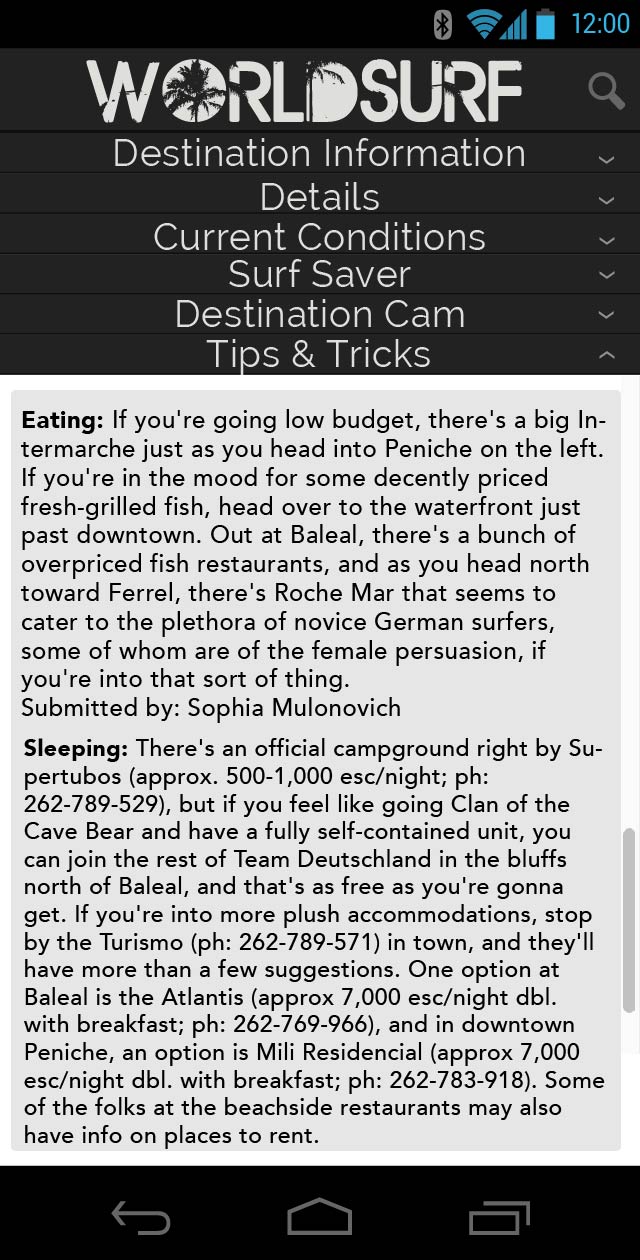 12:00
WORLDSURF
Destination Information
Details
Current Conditions
Surf Saver
Destination Cam
Tips & Tricks
Eating: If you're going low budget, there's a big In-
termarche just as you head into Peniche on the left.
If you're in the mood for some decently priced
fresh-grilled fish, head over to the waterfront just
past downtown. Out at Baleal, there's a bunch of
overpriced fish restaurants, and as you head north
toward Ferrel, there's Roche Mar that seems to
cater to the plethora of novice German surfers,
some of whom are of the female persuasion, if
you're into that sort of thing.
Submitted by: Sophia Mulonovich
Sleeping: There's an official campground right by Su-
pertubos (approx. 500-1,000 esc/night; ph:
262-789-529), but if you feel like going Clan of the
Cave Bear and have a fully self-contained unit, you
can join the rest of Team Deutschland in the bluffs
north of Baleal, and that's as free as you're gonna
get. If you're into more plush accommodations, stop
by the Turismo (ph: 262-789-571) in town, and they'll
have more than a few suggestions. One option at
Baleal is the Atlantis (approx 7,000 esc/night dbl.
with breakfast; ph: 262-769-966), and in downtown
Peniche, an option is Mili Residencial (approx 7,000
esc/night dbl. with breakfast; ph: 262-783-918). Some
of the folks at the beachside restaurants may also
have info on places to rent.